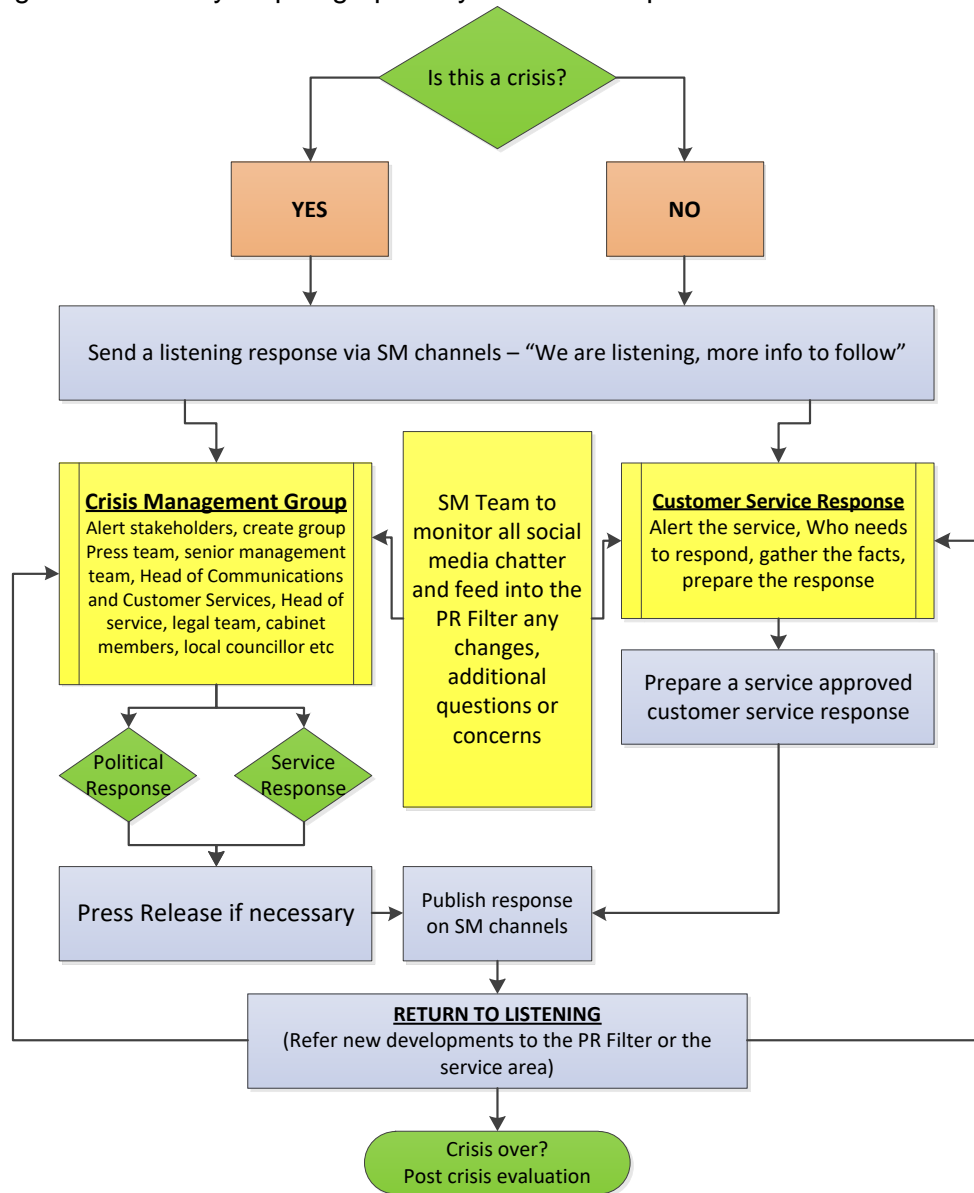 Is this a crisis?
YES
NO
Send a listening response via SM channels – “We are listening, more info to follow”
Crisis Management Group
Alert stakeholders, create group
Press team, senior management
team, Head of Communications
and Customer Services, Head of
service, legal team, cabinet
members, local councillor etc
SM Team to
monitor all social
media chatter
and feed into the
PR Filter any
changes,
additional
questions or
concerns
Customer Service Response
Alert the service, Who needs
to respond, gather the facts,
prepare the response
Prepare a service approved
customer service response
Political
Response
Service
Response
Press Release if necessary
Publish response
on SM channels
RETURN TO LISTENING
(Refer new developments to the PR Filter or the
service area)
Crisis over?
Post crisis evaluation